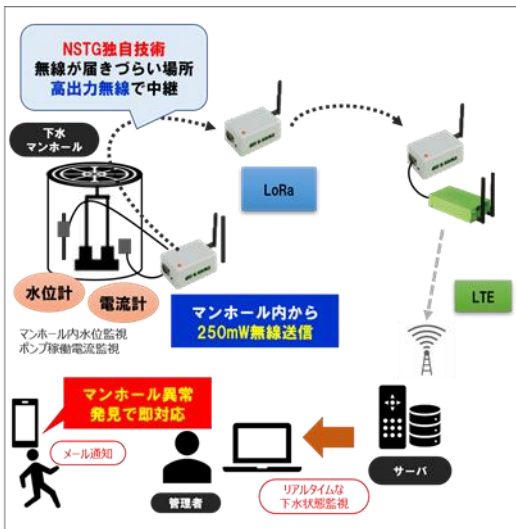 NSTG独自技術
無線が届きづらい場所
高出力無線で中継
下水
マンホール
LoRa
水位計
電流計
マンホール内水位監視
ポンプ稼働電流監視
マンホール内から
250mW無線送信
LTE
マンホール異常
発見で即対応
メール通知
管理者
リアルタイムな
下水状態監視
サーバ